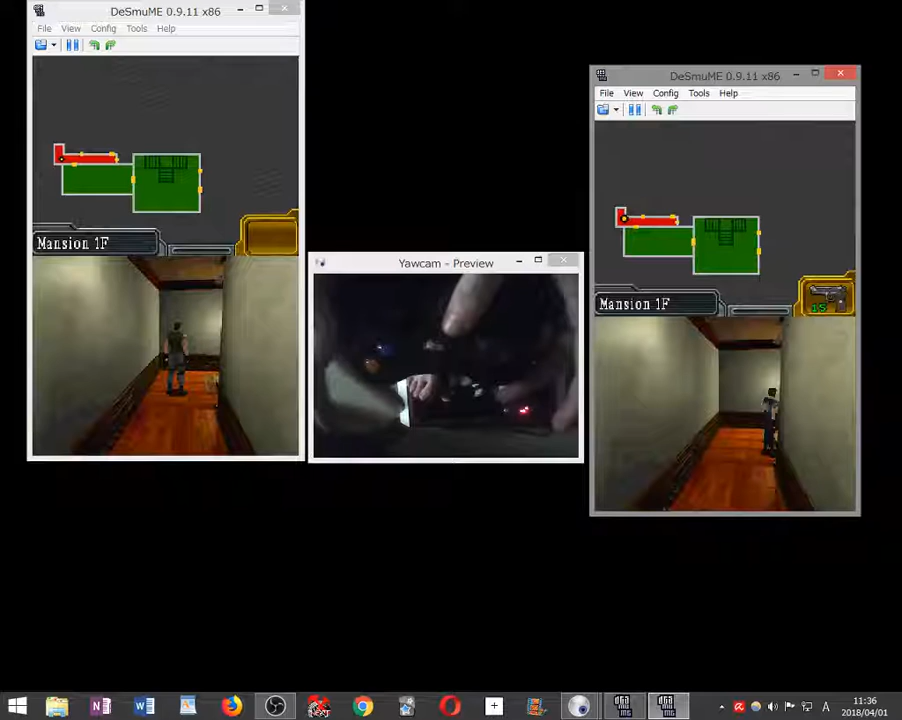 DeSmuME 0.9.11 x86
File View Config Tools Help
Mansion 1F
Yawcam - Preview
DeSmuME 0.9.11 x86
File View Config Tools Help
Mansion 1F
15
A
11:36
2018/04/01